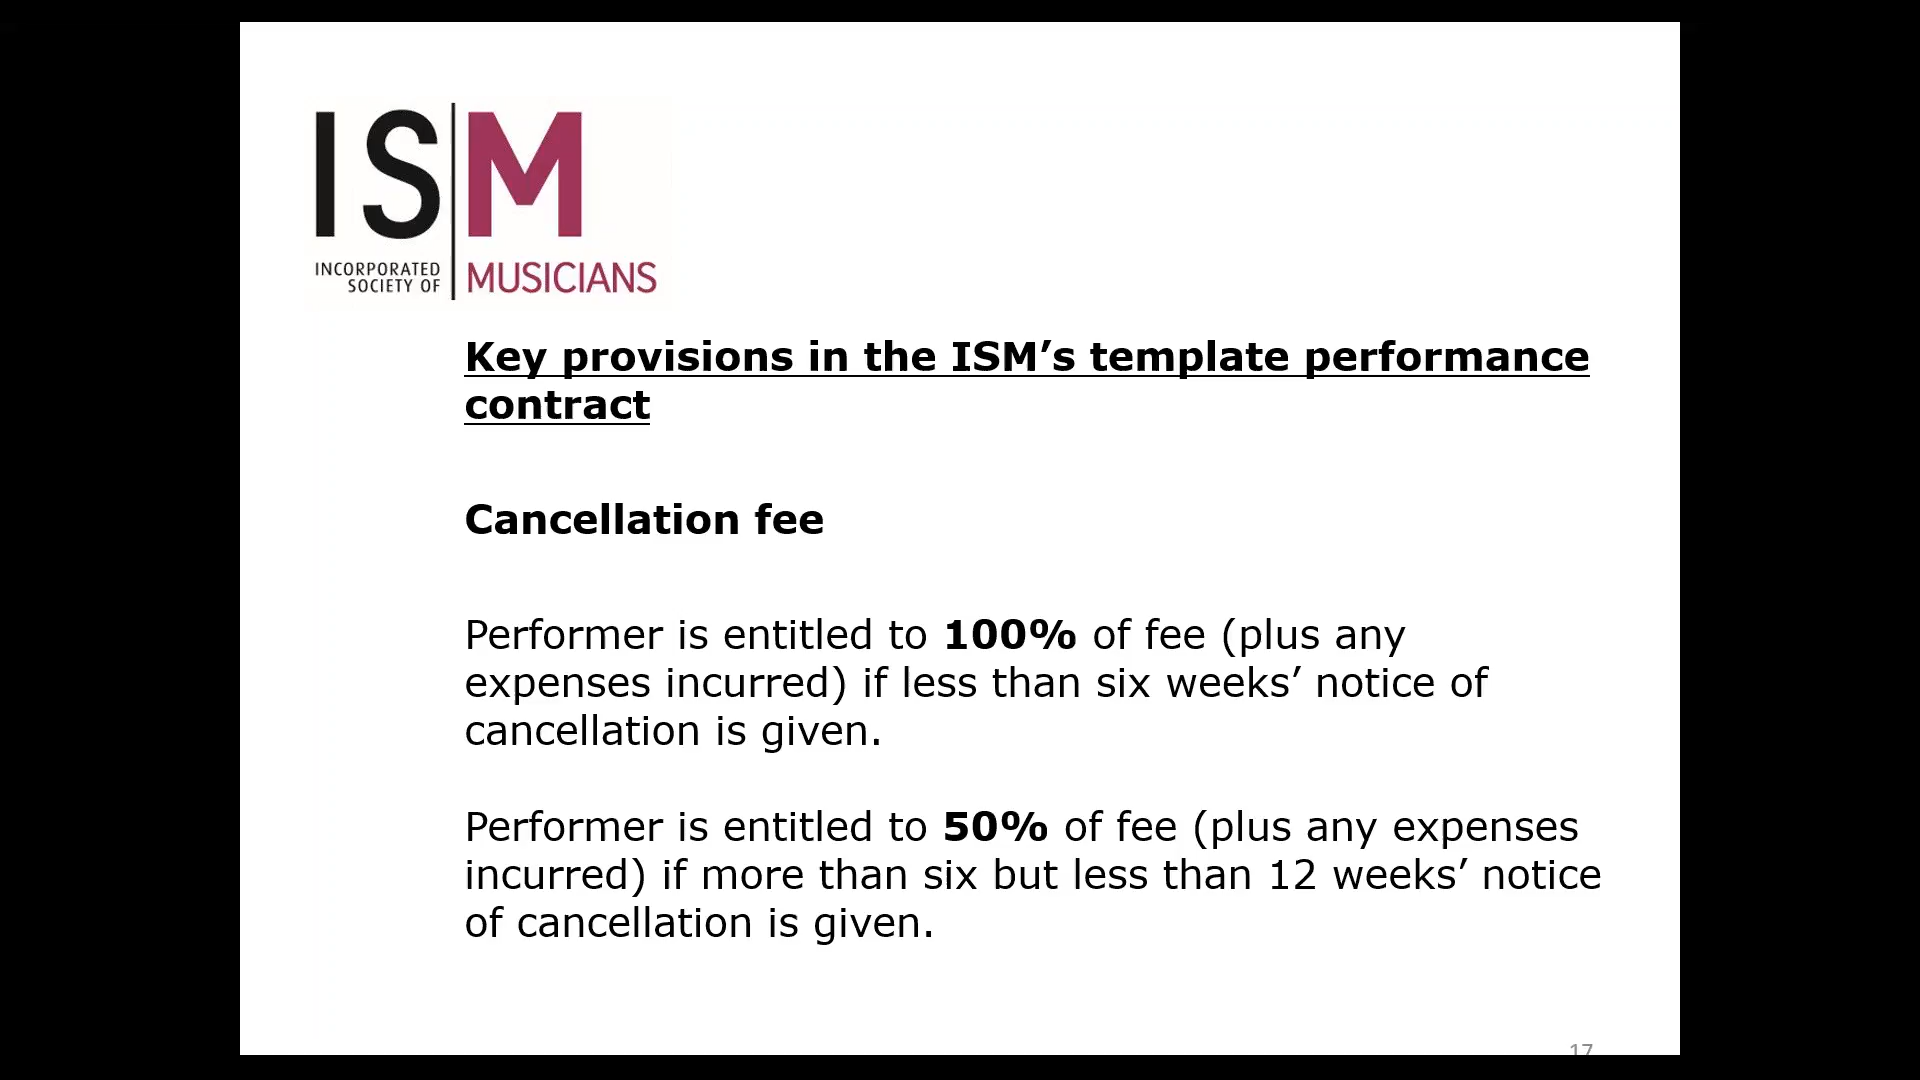 ISM
INCORPORATED
SOCIETY OF
MUSICIANS
Key provisions in the ISM’s template performance
contract
Cancellation fee
Performer is entitled to 100% of fee (plus any
expenses incurred) if less than six weeks’ notice of
cancellation is given.
Performer is entitled to 50% of fee (plus any expenses
incurred) if more than six but less than 12 weeks’ notice
of cancellation is given.
17